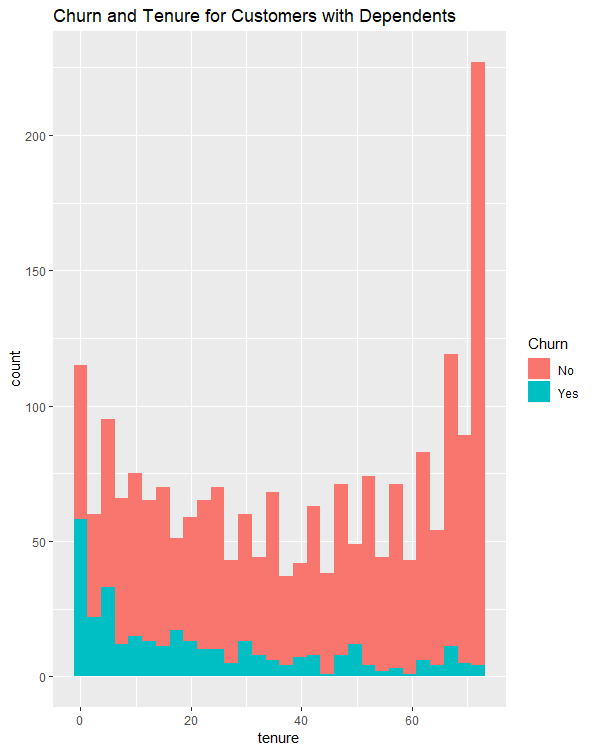 Churn and Tenure for Customers with Dependents
200
150
100
50
0
count
0 20 40 60
tenure
Churn
No
Yes